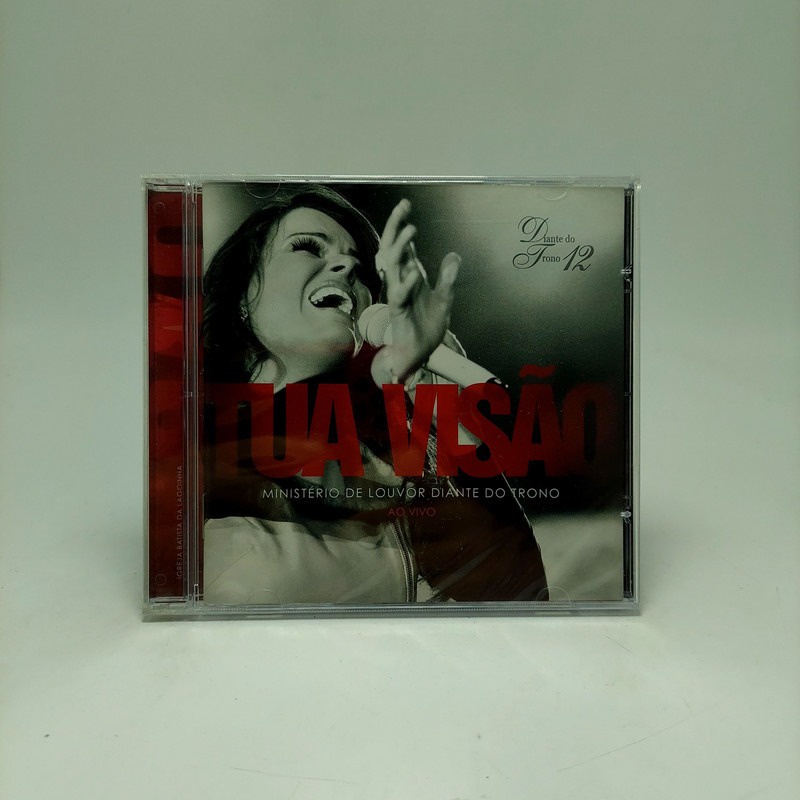 Diante do
Trono 12
TUA VISÃO
MINISTÉRIO DE LOUVOR DIANTE DO TRONO
AO VIVO
IGREJA BATISTA DA LAGOINHA